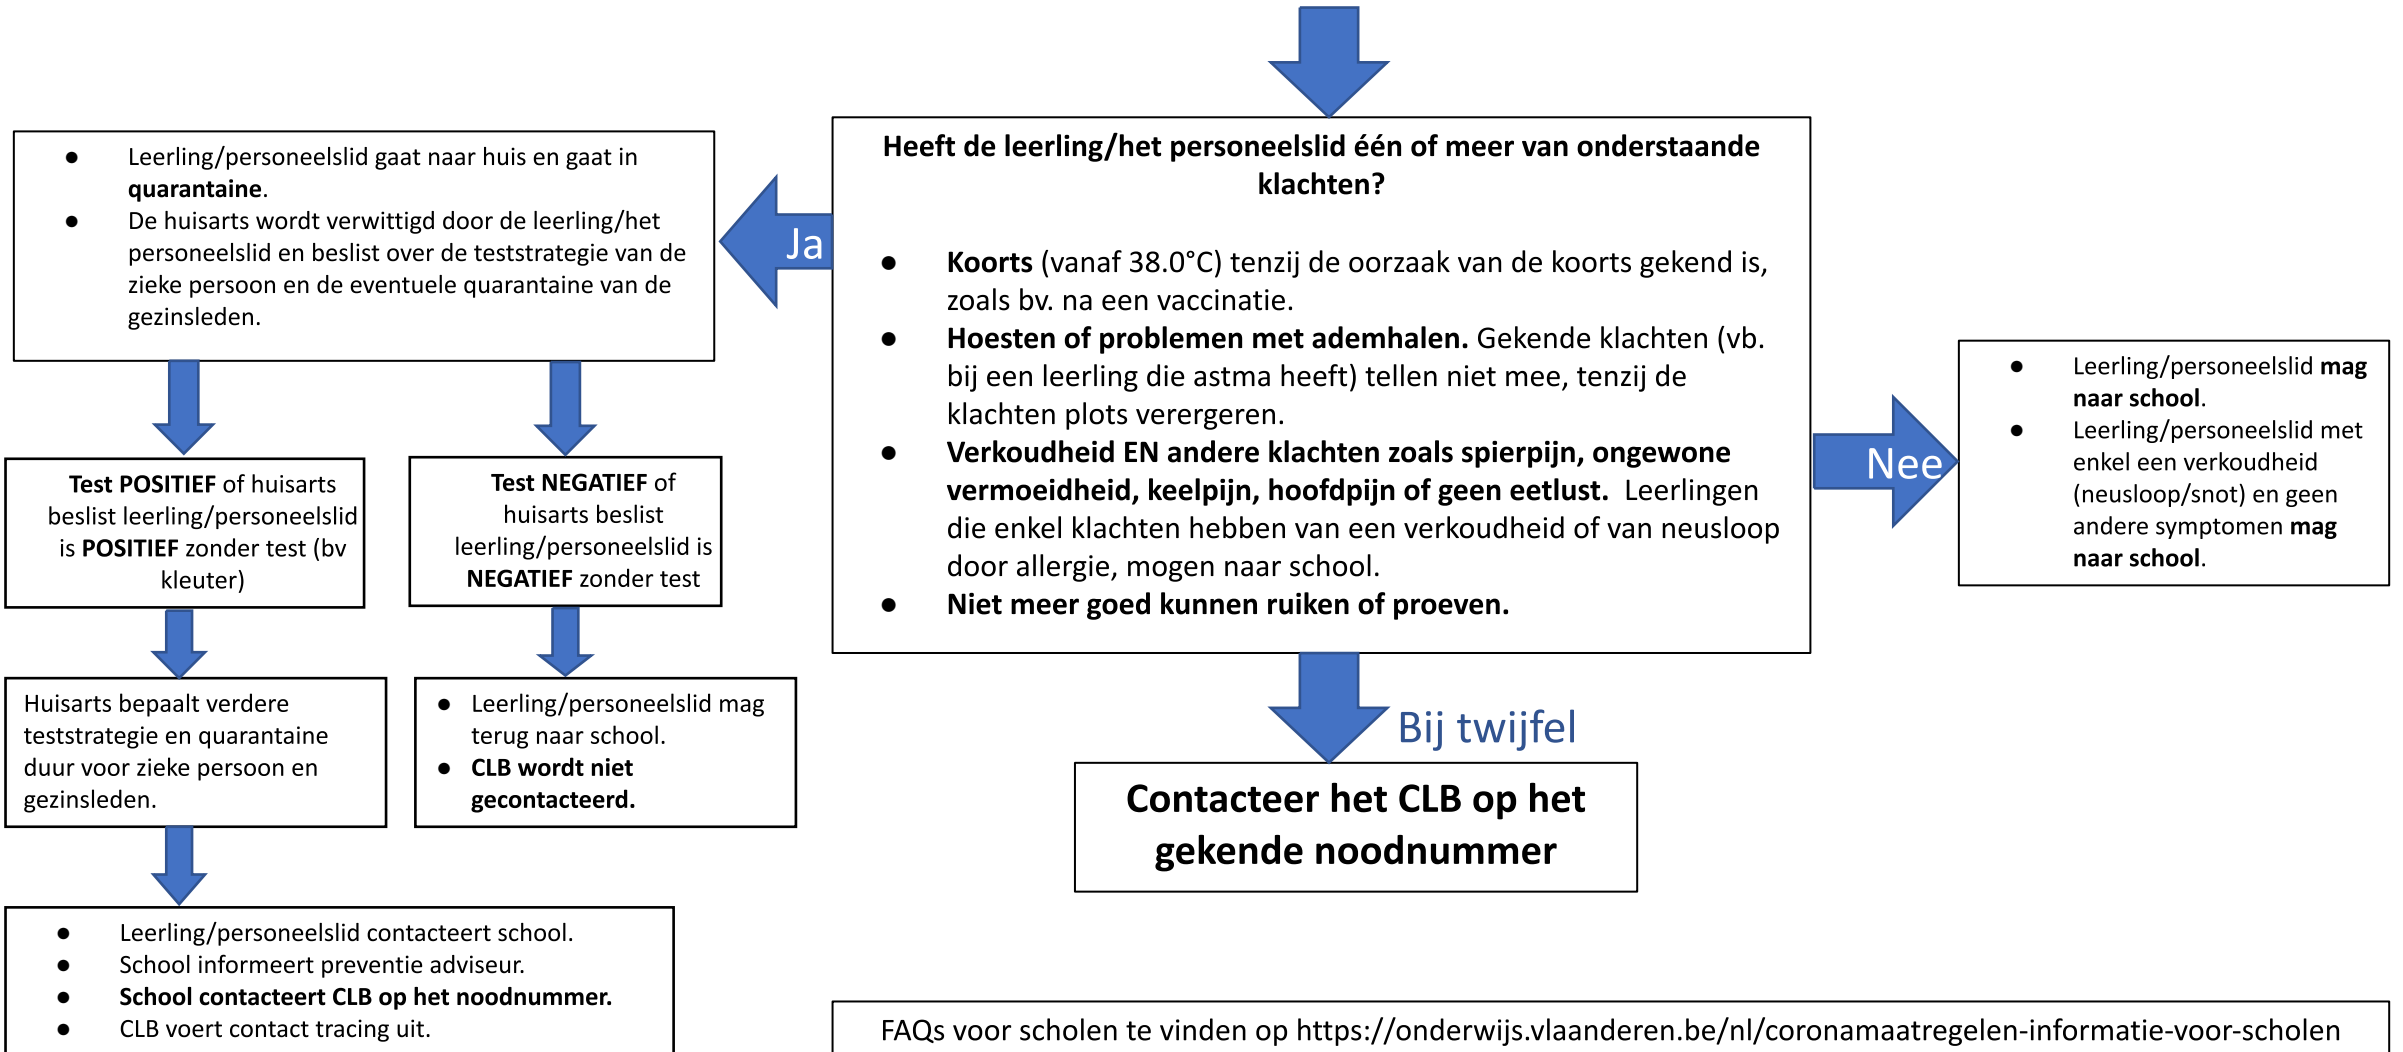 Heeft de leerling/het personeelslid één of meer van onderstaande
klachten?
● Koorts (vanaf 38.0°C) tenzij de oorzaak van de koorts gekend is,
zoals bv. na een vaccinatie.
● Hoesten of problemen met ademhalen. Gekende klachten (vb.
bij een leerling die astma heeft) tellen niet mee, tenzij de
klachten plots verergeren.
● Verkoudheid EN andere klachten zoals spierpijn, ongewone
vermoeidheid, keelpijn, hoofdpijn of geen eetlust. Leerlingen
die enkel klachten hebben van een verkoudheid of van neusloop
door allergie, mogen naar school.
● Niet meer goed kunnen ruiken of proeven.
Ja
● Leerling/personeelslid gaat naar huis en gaat in
quarantaine.
● De huisarts wordt verwittigd door de leerling/het
personeelslid en beslist over de teststrategie van de
zieke persoon en de eventuele quarantaine van de
gezinsleden.
Test POSITIEF of huisarts
beslist leerling/personeelslid
is POSITIEF zonder test (bv
kleuter)
Huisarts bepaalt verdere
teststrategie en quarantaine
duur voor zieke persoon en
gezinsleden.
● Leerling/personeelslid contacteert school.
● School informeert preventie adviseur.
● School contacteert CLB op het noodnummer.
● CLB voert contact tracing uit.
Test NEGATIEF of
huisarts beslist
leerling/personeelslid is
NEGATIEF zonder test
● Leerling/personeelslid mag
terug naar school.
● CLB wordt niet
gecontacteerd.
Nee
● Leerling/personeelslid mag
naar school.
● Leerling/personeelslid met
enkel een verkoudheid
(neusloop/snot) en geen
andere symptomen mag
naar school.
Bij twijfel
Contacteer het CLB op het
gekende noodnummer
FAQs voor scholen te vinden op https://onderwijs.vlaanderen.be/nl/coronamaatregelen-informatie-voor-scholen